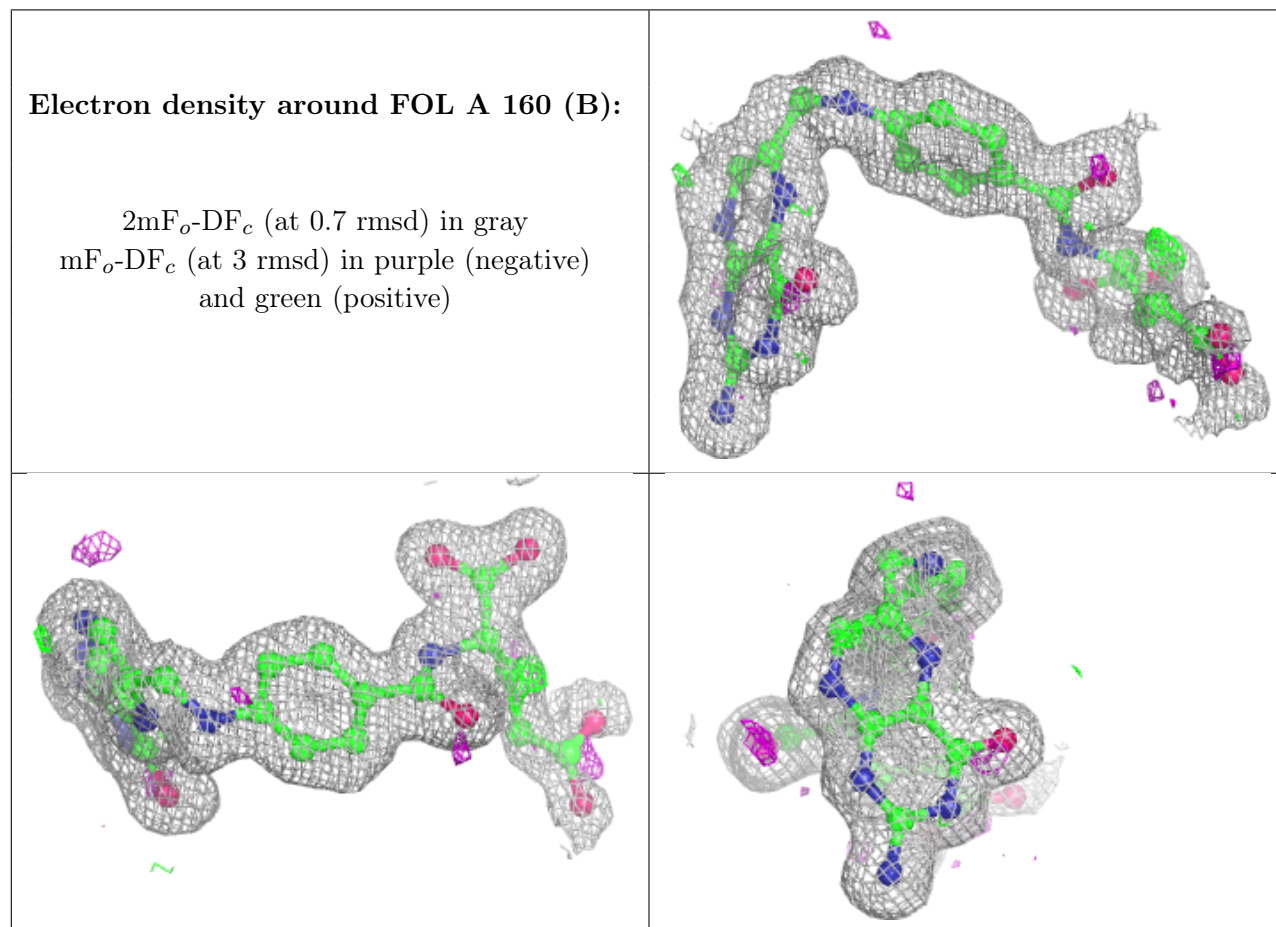 Electron density around FOL A 160 (B):
2mFo-DFc (at 0.7 rmsd) in gray
mFo-DFc (at 3 rmsd) in purple (negative)
and green (positive)